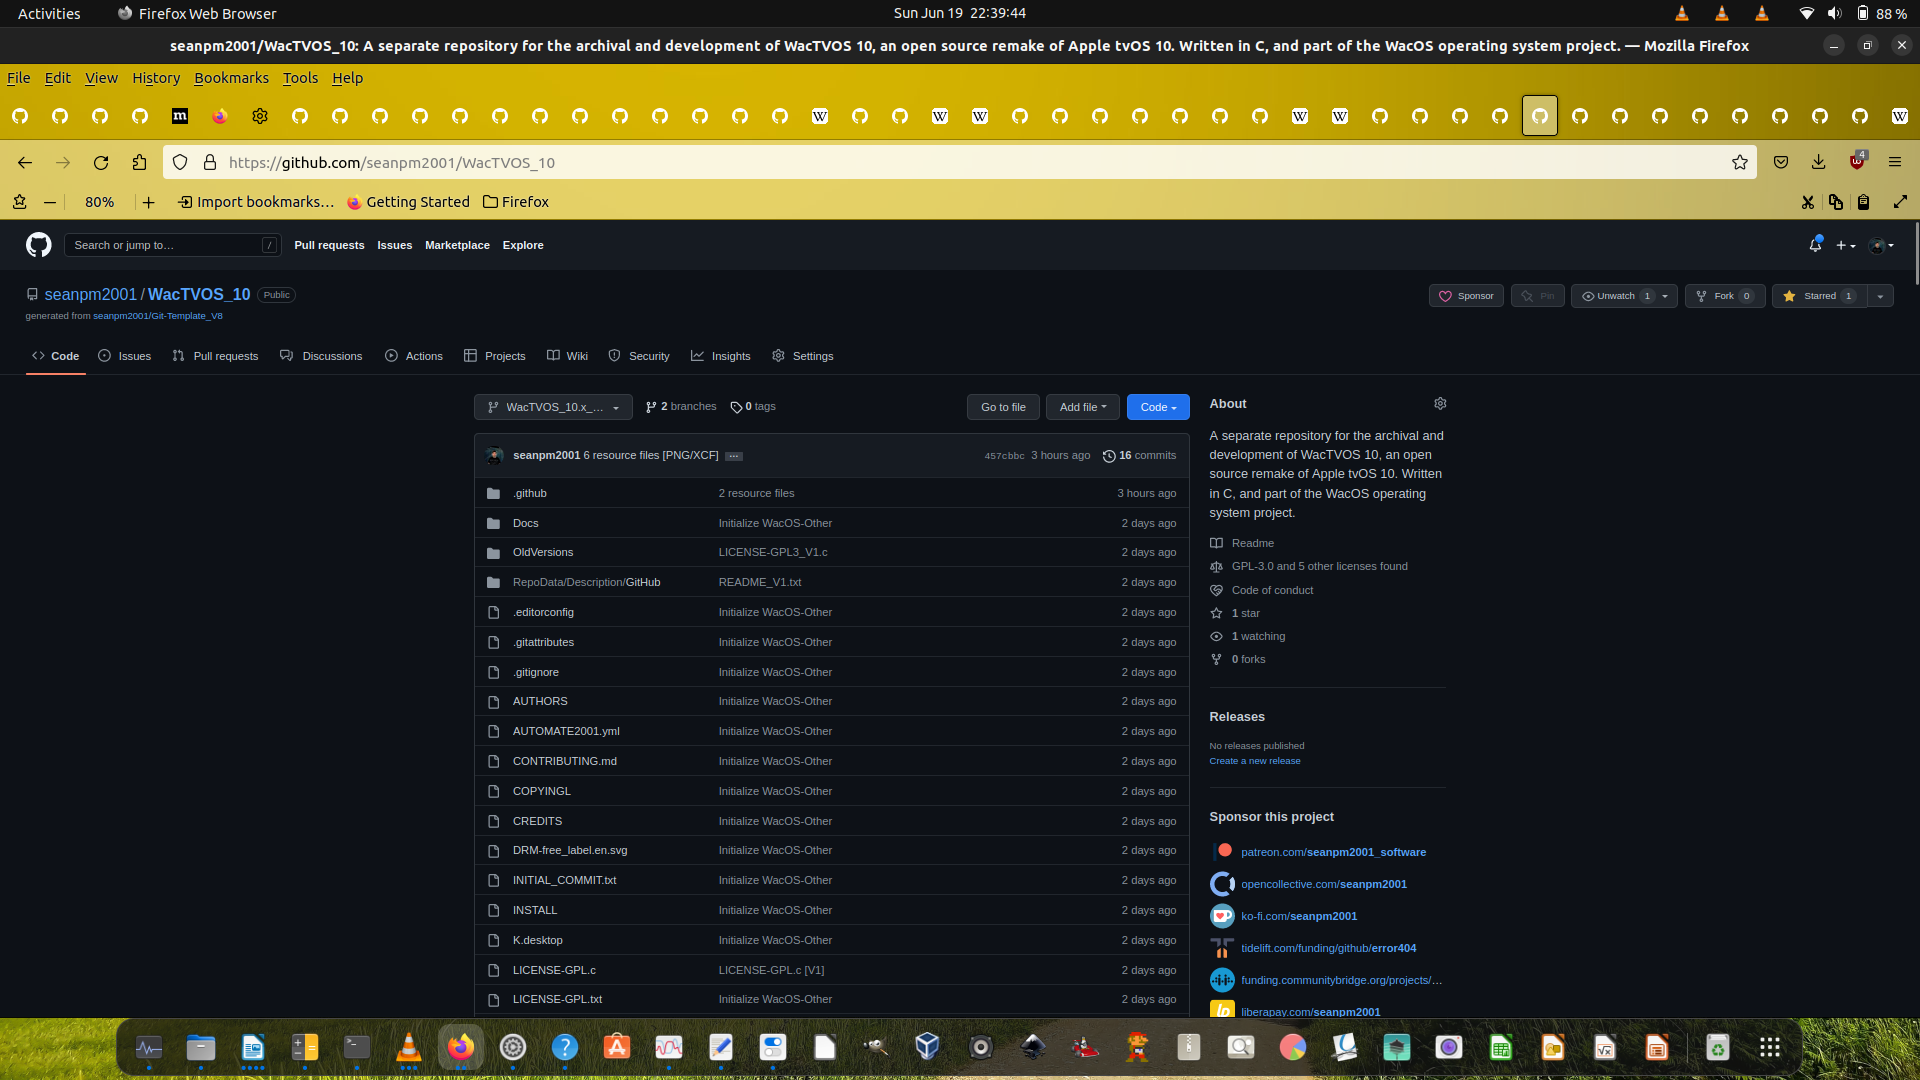 Activities Firefox Web Browser Sun Jun 19 22:39:44 88 %
seanpm2001/WacTVOS_10: A separate repository for the archival and development of WacTVOS 10, an open source remake of Apple tvOS 10. Written in C, and part of the WacOS operating system project. — Mozilla Firefox
File Edit View History Bookmarks Tools Help
m W W W W W W
https://github.com/seanpm2001/WacTVOS_10 4
80% Import bookmarks… Getting Started Firefox
Search or jump to… / Pull requests Issues Marketplace Explore
seanpm2001 / WacTVOS_10 Public Sponsor Pin Unwatch 1 Fork 0 Starred 1
generated from seanpm2001/Git-Template_V8
Code Issues Pull requests Discussions Actions Projects Wiki Security Insights Settings
WacTVOS_10.x_… 2 branches 0 tags Go to file Add file Code
seanpm2001 6 resource files [PNG/XCF] … 457cbbc 3 hours ago 16 commits
.github 2 resource files 3 hours ago
Docs Initialize WacOS-Other 2 days ago
OldVersions LICENSE-GPL3_V1.c 2 days ago
RepoData/Description/GitHub README_V1.txt 2 days ago
.editorconfig Initialize WacOS-Other 2 days ago
.gitattributes Initialize WacOS-Other 2 days ago
.gitignore Initialize WacOS-Other 2 days ago
AUTHORS Initialize WacOS-Other 2 days ago
AUTOMATE2001.yml Initialize WacOS-Other 2 days ago
CONTRIBUTING.md Initialize WacOS-Other 2 days ago
COPYINGL Initialize WacOS-Other 2 days ago
CREDITS Initialize WacOS-Other 2 days ago
DRM-free_label.en.svg Initialize WacOS-Other 2 days ago
INITIAL_COMMIT.txt Initialize WacOS-Other 2 days ago
INSTALL Initialize WacOS-Other 2 days ago
K.desktop Initialize WacOS-Other 2 days ago
LICENSE-GPL.c LICENSE-GPL.c [V1] 2 days ago
LICENSE-GPL.txt Initialize WacOS-Other 2 days ago
About
A separate repository for the archival and
development of WacTVOS 10, an open
source remake of Apple tvOS 10. Written
in C, and part of the WacOS operating
system project.
Readme
GPL-3.0 and 5 other licenses found
Code of conduct
1 star
1 watching
0 forks
Releases
No releases published
Create a new release
Sponsor this project
patreon.com/seanpm2001_software
opencollective.com/seanpm2001
ko-fi.com/seanpm2001
tidelift.com/funding/github/error404
funding.communitybridge.org/projects/…
liberapay.com/seanpm2001